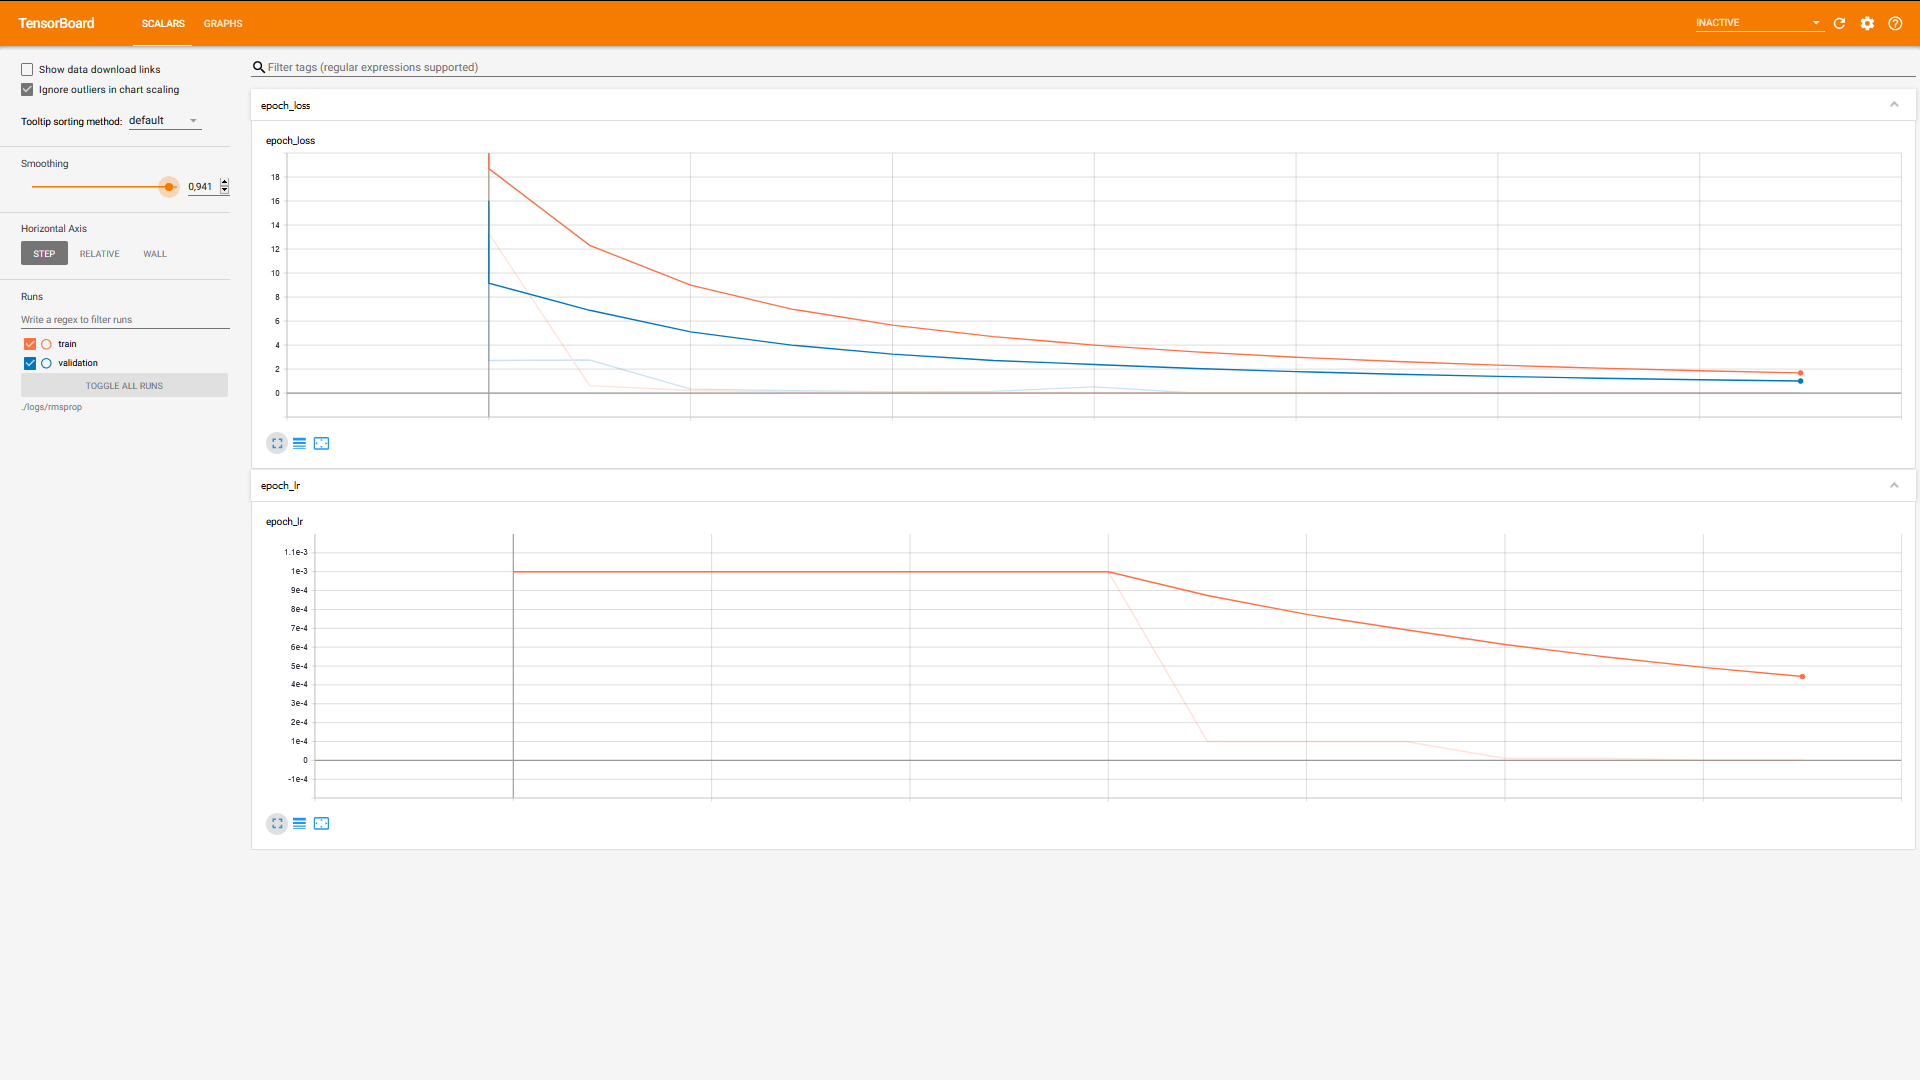 TensorBoard
SCALARS
GRAPHS
INACTIVE
Show data download links
Ignore outliers in chart scaling
Tooltip sorting method: default
Smoothing
0,941
Horizontal Axis
STEP
RELATIVE
WALL
Runs
Write a regex to filter runs
train
validation
TOGGLE ALL RUNS
./logs/rmsprop
Filter tags (regular expressions supported)
epoch_loss
epoch_loss
18
16
14
12
10
8
6
4
2
0
epoch_lr
epoch_lr
1.1e-3
1e-3
9e-4
8e-4
7e-4
6e-4
5e-4
4e-4
3e-4
2e-4
1e-4
0
-1e-4